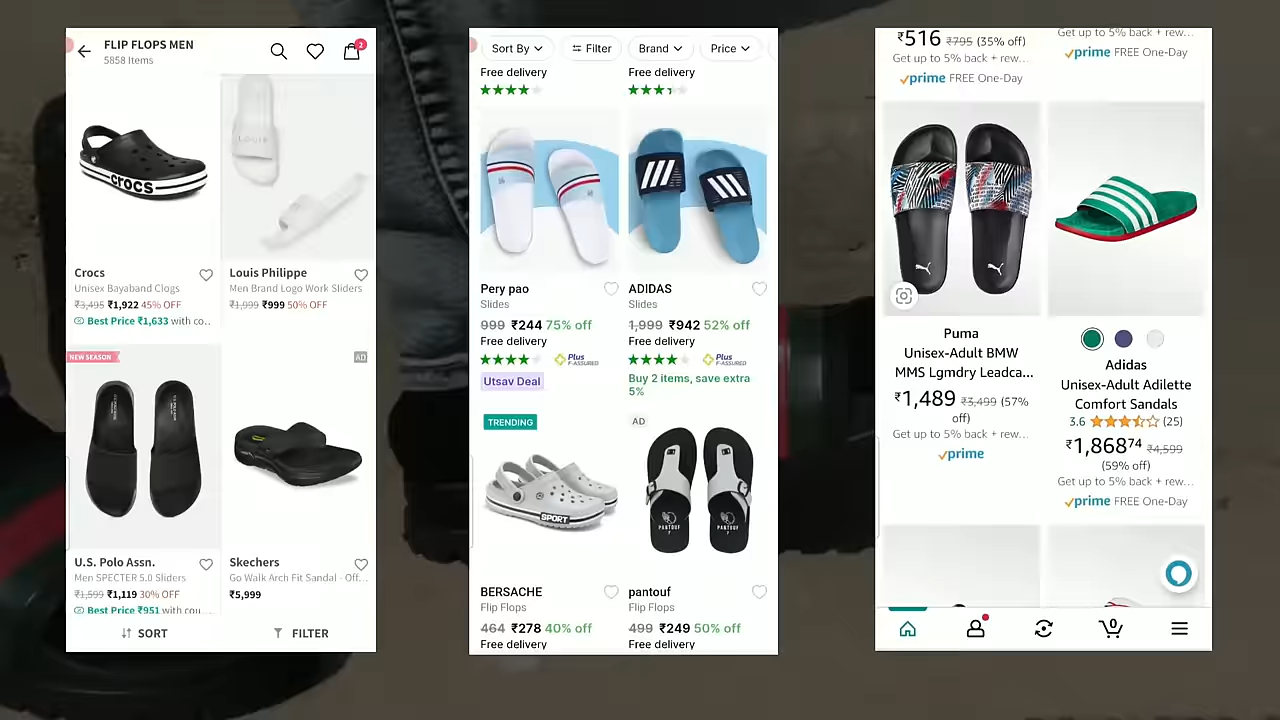 FLIP FLOPS MEN
5858 Items
2
crocs
LOUIS
Crocs
Unisex Bayaband Clogs
₹3,495 ₹1,922 45% OFF
Best Price ₹1,633 with co...
Louis Philippe
Men Brand Logo Work Sliders
₹1,999 ₹999 50% OFF
NEW SEASON
AD
U.S. Polo Assn.
Men SPECTER 5.0 Sliders
₹1,599 ₹1,119 30% OFF
Best Price ₹951 with cou...
Skechers
Go Walk Arch Fit Sandal - Off...
₹5,999
SORT
FILTER
Sort By
Filter
Brand
Price
Free delivery
Free delivery
Pery pao
Slides
999 ₹244 75% off
Free delivery
Plus
F-ASSURED
Utsav Deal
ADIDAS
Slides
1,999 ₹942 52% off
Free delivery
Plus
F-ASSURED
Buy 2 items, save extra
5%
TRENDING
SPORT
AD
PANTOUF
PANTOUF
BERSACHE
Flip Flops
464 ₹278 40% off
Free delivery
pantouf
Flip Flops
499 ₹249 50% off
Free delivery
₹516 ₹795 (35% off)
Get up to 5% back + rew...
prime FREE One-Day
Get up to 5% back + rew...
prime FREE One-Day
Puma
Unisex-Adult BMW
MMS Lgmdry Leadca...
₹1,489 ₹3,499 (57%
off)
Get up to 5% back + rew...
prime
Adidas
Unisex-Adult Adilette
Comfort Sandals
3.6 (25)
₹1,86874 ₹4,599
(59% off)
Get up to 5% back + rew...
prime FREE One-Day
0